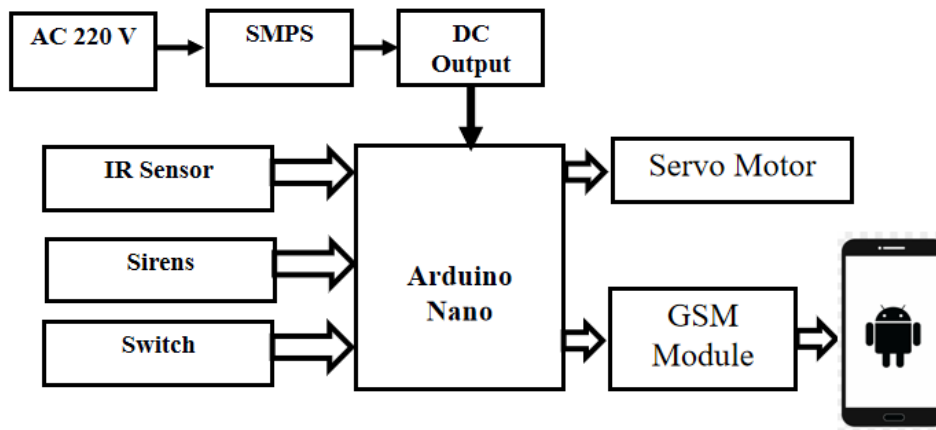 AC 220 V
SMPS
DC
Output
IR Sensor
Sirens
Switch
Arduino
Nano
Servo Motor
GSM
Module